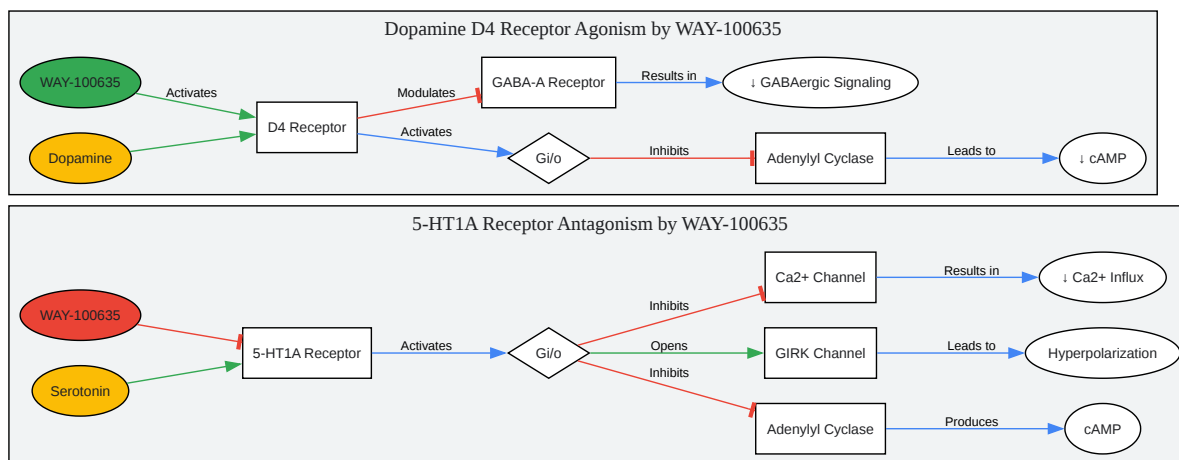 Dopamine D4 Receptor Agonism by WAY-100635
WAY-100635
Activates
Dopamine
D4 Receptor
Modulates
GABA-A Receptor
Results in
↓ GABAergic Signaling
Activates
Gi/o
Inhibits
Adenylyl Cyclase
Leads to
↓ cAMP
5-HT1A Receptor Antagonism by WAY-100635
WAY-100635
Serotonin
5-HT1A Receptor
Activates
Gi/o
Inhibits
Ca2+ Channel
Results in
↓ Ca2+ Influx
Opens
GIRK Channel
Leads to
Hyperpolarization
Inhibits
Adenylyl Cyclase
Produces
cAMP